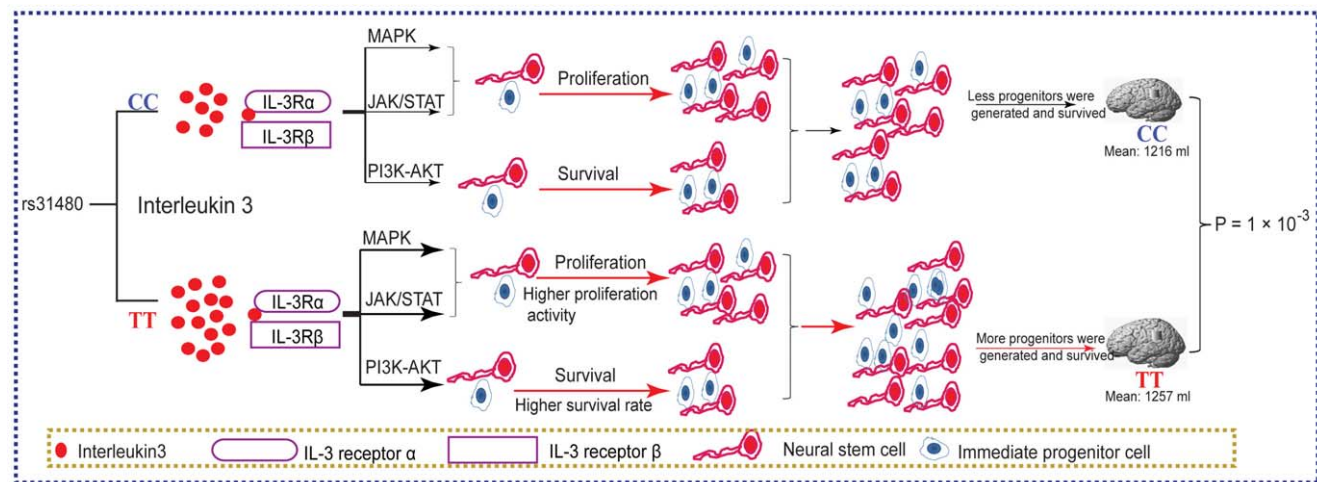 rs31480
CC
Interleukin 3
IL-3Rα
IL-3Rβ
MAPK
JAK/STAT
PI3K-AKT
Proliferation
Survival
Less progenitors were
generated and survived
CC
Mean: 1216 ml
TT
IL-3Rα
IL-3Rβ
MAPK
JAK/STAT
PI3K-AKT
Proliferation
Higher proliferation
activity
Survival
Higher survival rate
More progenitors were
generated and survived
TT
Mean: 1257 ml
P = 1 × 10⁻³
Interleukin3
IL-3 receptor α
IL-3 receptor β
Neural stem cell
Immediate progenitor cell